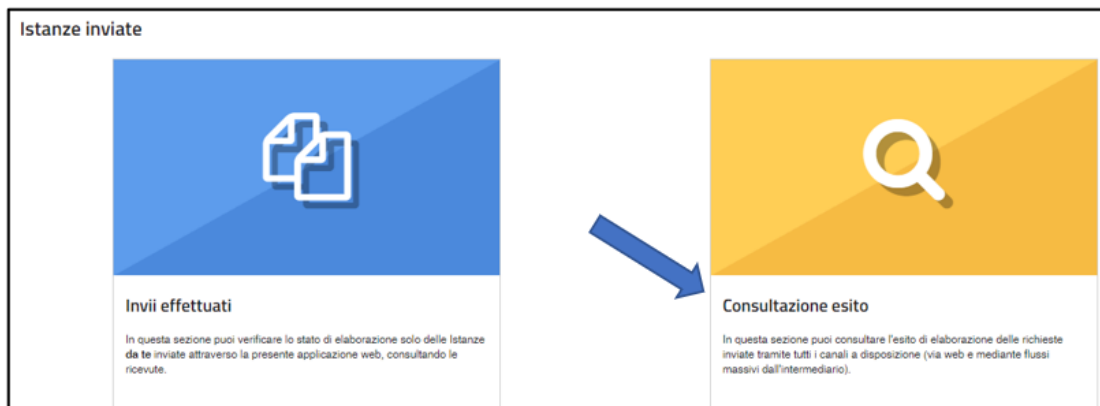 Istanze inviate
Invii effettuati
In questa sezione puoi verificare lo stato di elaborazione solo delle Istanze
da te inviate attraverso la presente applicazione web, consultando le
ricevute.
Consultazione esito
In questa sezione puoi consultare l'esito di elaborazione delle richieste
inviate tramite tutti i canali a disposizione (via web e mediante flussi
massivi dall'intermediario).